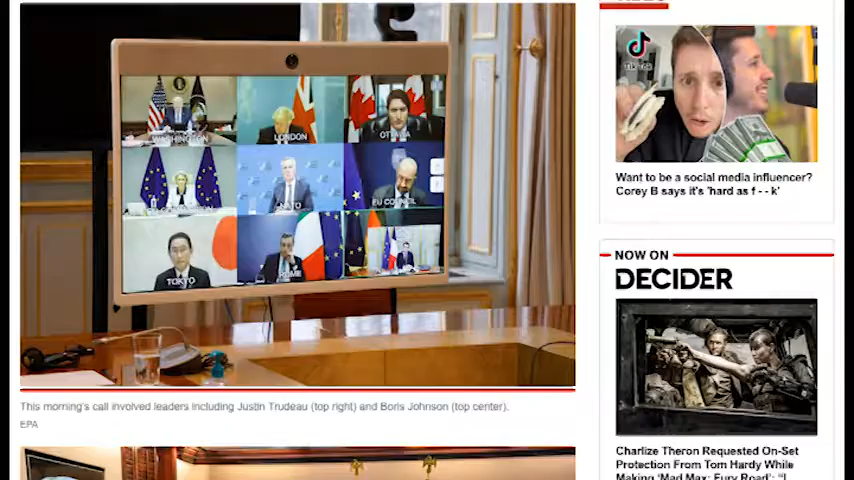 WASHINGTON
LONDON
OTTAWA
NATO
EU COUNCIL
TOKYO
ROME
This morning's call involved leaders including Justin Trudeau (top right) and Boris Johnson (top center).
EPA
TikTok
Want to be a social media influencer?
Corey B says it's 'hard as f - - k'
NOW ON
DECIDER
Charlize Theron Requested On-Set
Protection From Tom Hardy While
Making 'Mad Max: Fury Road': "I